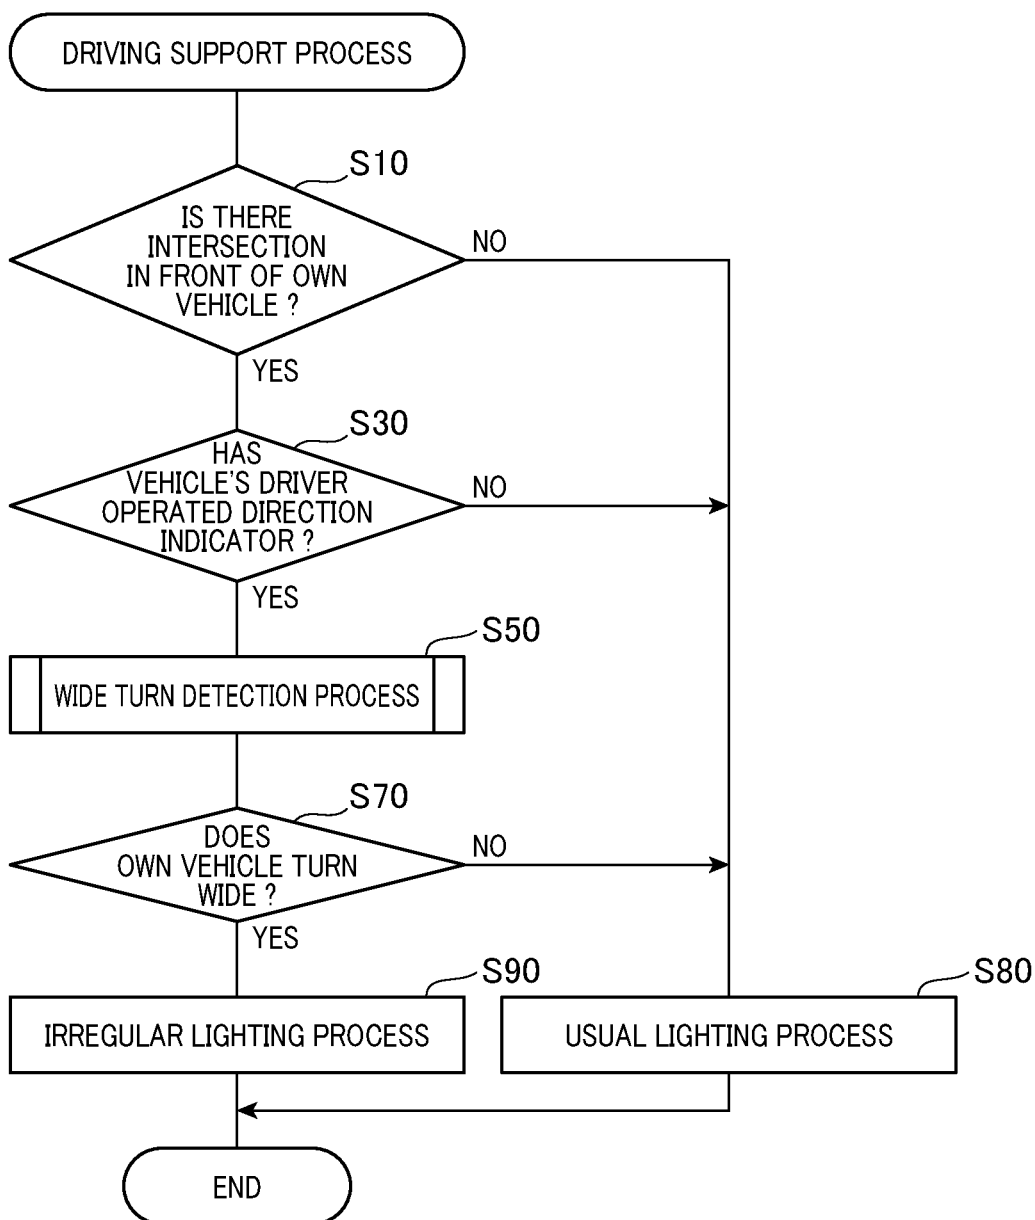 DRIVING SUPPORT PROCESS
S10
IS THERE
INTERSECTION
IN FRONT OF OWN
VEHICLE ?
NO
YES
S30
HAS
VEHICLE'S DRIVER
OPERATED DIRECTION
INDICATOR ?
NO
YES
S50
WIDE TURN DETECTION PROCESS
S70
DOES
OWN VEHICLE TURN
WIDE ?
NO
YES
S90
IRREGULAR LIGHTING PROCESS
S80
USUAL LIGHTING PROCESS
END